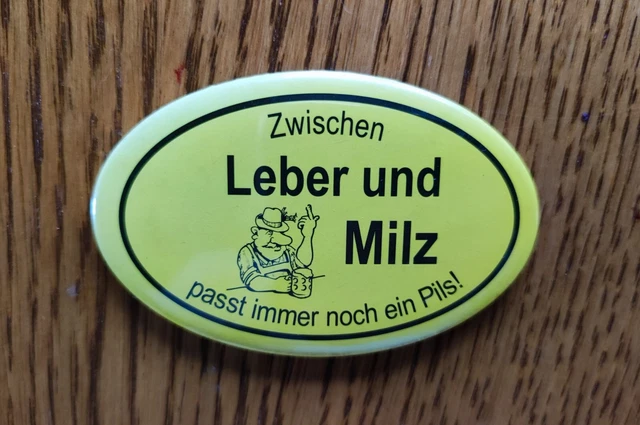 Zwischen
Leber und
Milz
passt immer noch ein Pils!